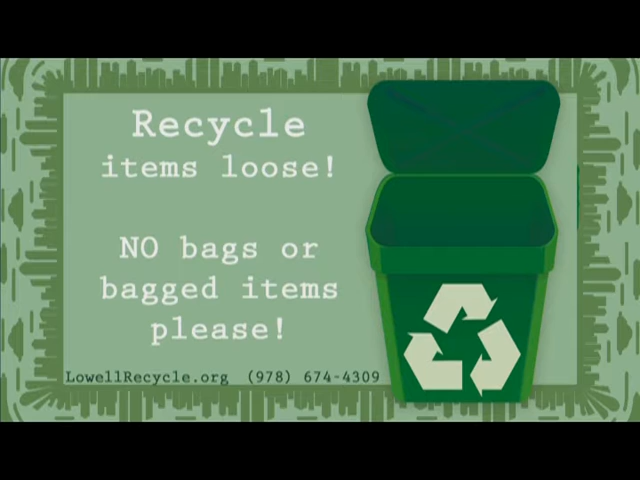 Recycle
items loose!
NO bags or
bagged items
please!
LowellRecycle.org (978) 674-4309